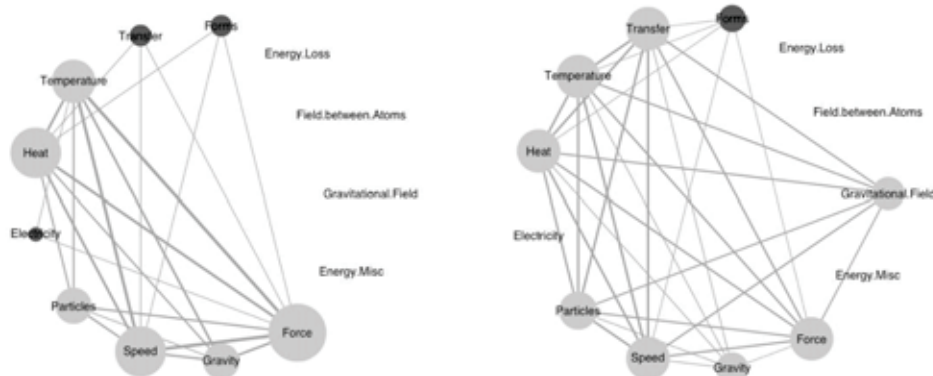 Transfer
Forms
Energy.Loss
Temperature
Field.between.Atoms
Heat
Gravitational.Field
Electricity
Energy.Misc
Particles
Force
Speed
Gravity
Forms
Transfer
Energy.Loss
Temperature
Field.between.Atoms
Heat
Gravitational.Field
Electricity
Energy.Misc
Particles
Force
Speed
Gravity